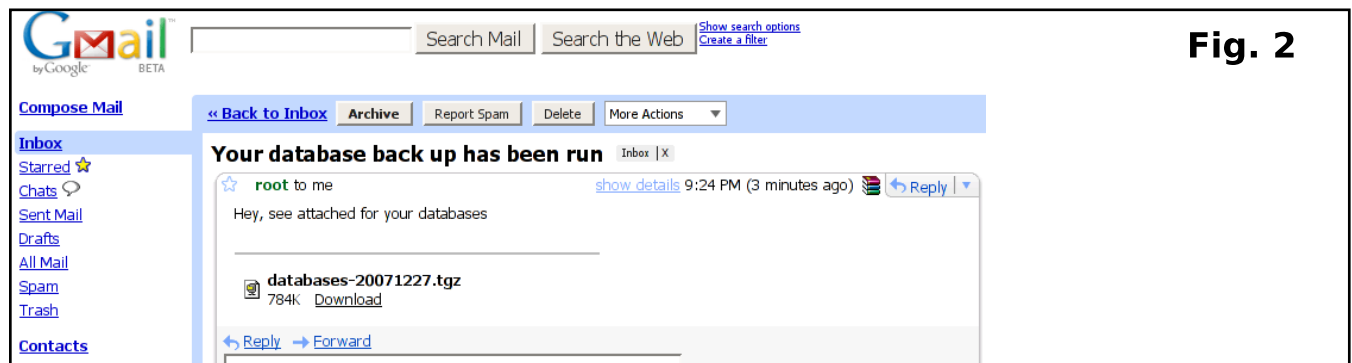 Gmail™
by Google BETA
Search Mail Search the Web Show search options
Create a filter
Fig. 2
Compose Mail
Inbox
Starred
Chats
Sent Mail
Drafts
All Mail
Spam
Trash
Contacts
« Back to Inbox Archive Report Spam Delete More Actions
Your database back up has been run Inbox | X
root to me show details 9:24 PM (3 minutes ago) Reply
Hey, see attached for your databases
databases-20071227.tgz
784K Download
Reply Forward